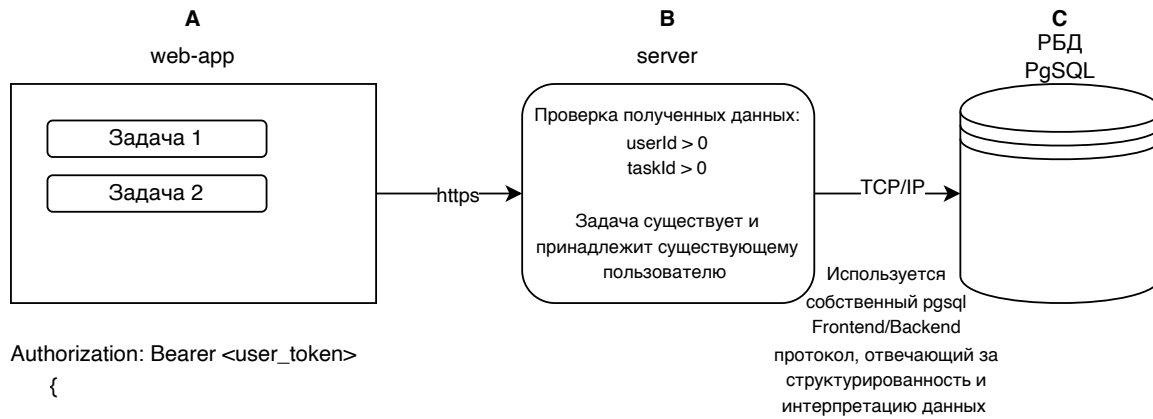 A
web-app
Задача 1
Задача 2
https
Authorization: Bearer <user_token>
{
B
server
Проверка полученных данных:
userId > 0
taskId > 0
Задача существует и
принадлежит существующему
пользователю
TCP/IP
Используется
собственный pgsql
Frontend/Backend
протокол, отвечающий за
структурированность и
интерпретацию данных
C
РБД
PgSQL